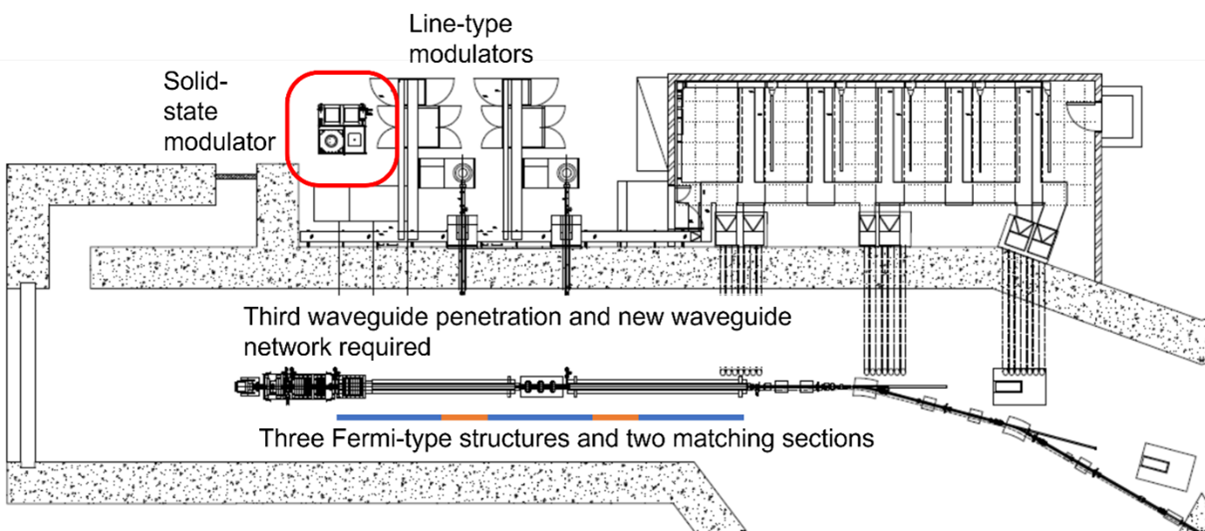 Line-type
modulators
Solid-
state
modulator
Third waveguide penetration and new waveguide
network required
Three Fermi-type structures and two matching sections